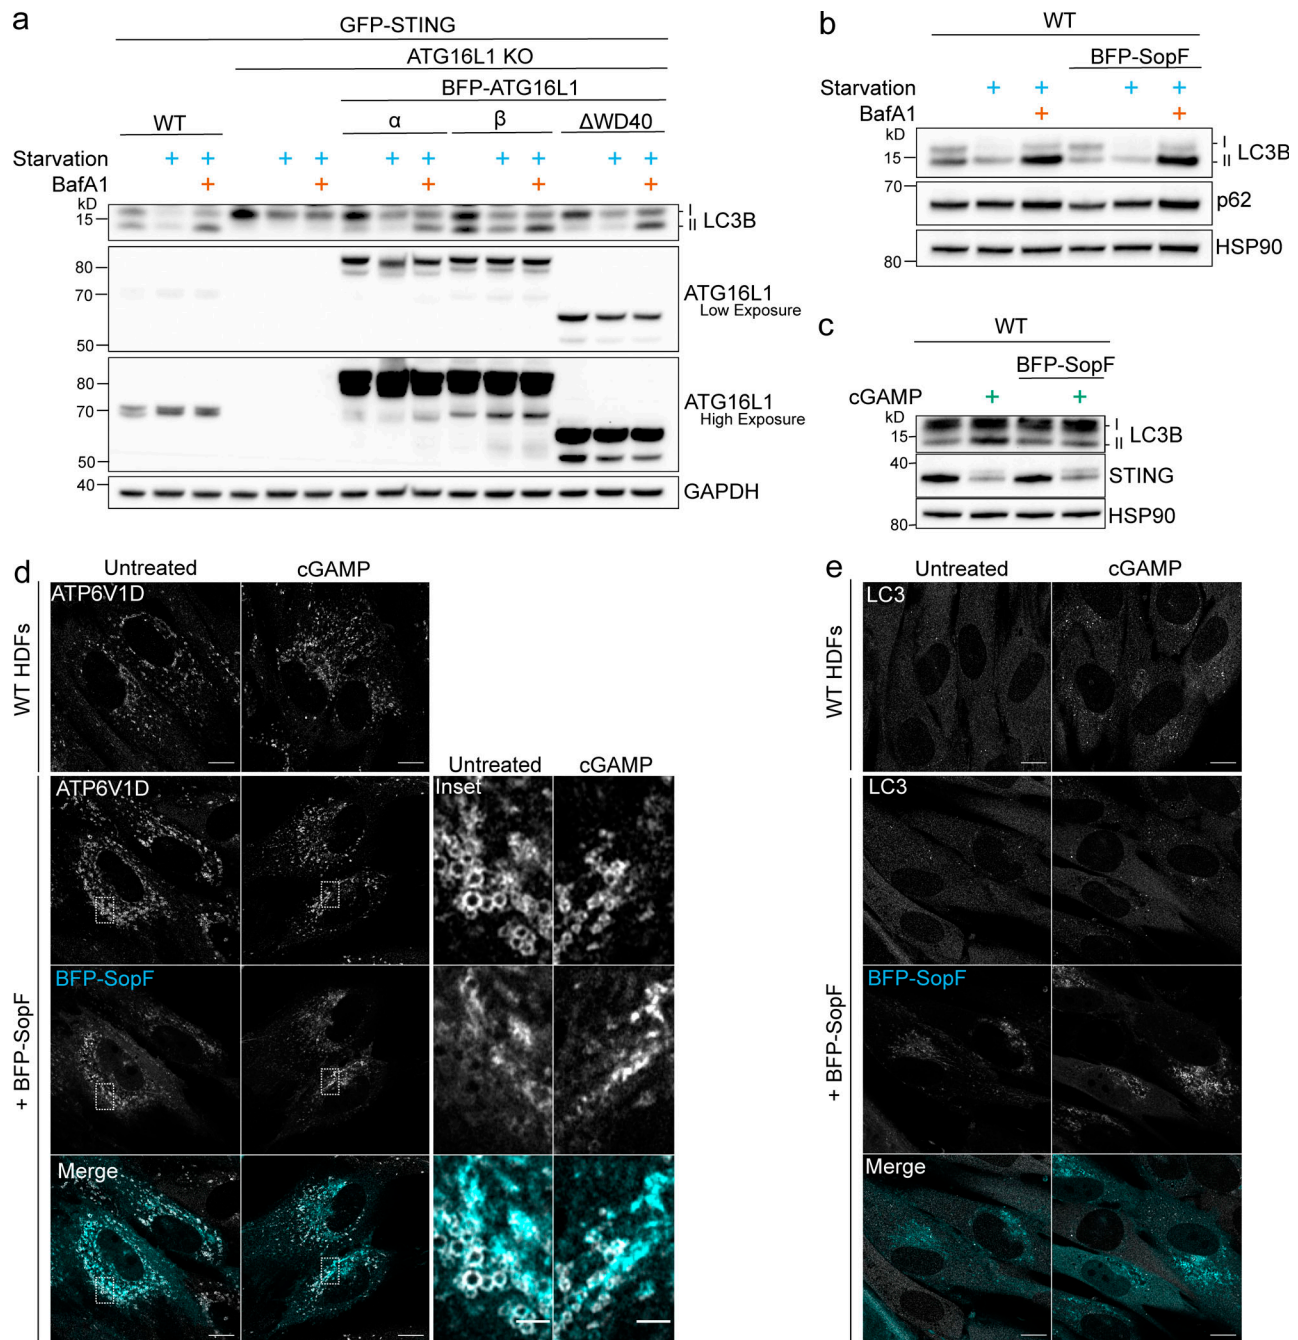 a
GFP-STING
ATG16L1 KO
BFP-ATG16L1
WT α β ΔWD40
Starvation + + + + + + + + + +
BafA1 + + + + +
kD
15 I II LC3B
80
70
50
ATG16L1
Low Exposure
80
70
50
ATG16L1
High Exposure
40
GAPDH
b
WT
BFP-SopF
Starvation + + + +
BafA1 + +
kD
15 I II LC3B
70
p62
HSP90
80
c
WT
BFP-SopF
cGAMP + +
kD
15 I II LC3B
40
STING
HSP90
80
d
Untreated cGAMP
WT HDFs
ATP6V1D
Untreated cGAMP
+ BFP-SopF
ATP6V1D
Inset
BFP-SopF
Merge
e
Untreated cGAMP
WT HDFs
LC3
+ BFP-SopF
LC3
BFP-SopF
Merge